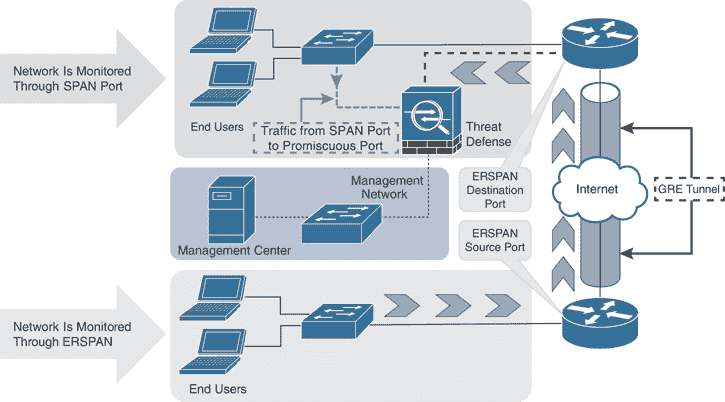 Network Is Monitored
Through SPAN Port
End Users
Traffic from SPAN Port
to Promiscuous Port
Threat
Defense
ERSPAN
Destination
Port
Internet
GRE Tunnel
Management
Network
Management Center
ERSPAN
Source Port
Network Is Monitored
Through ERSPAN
End Users